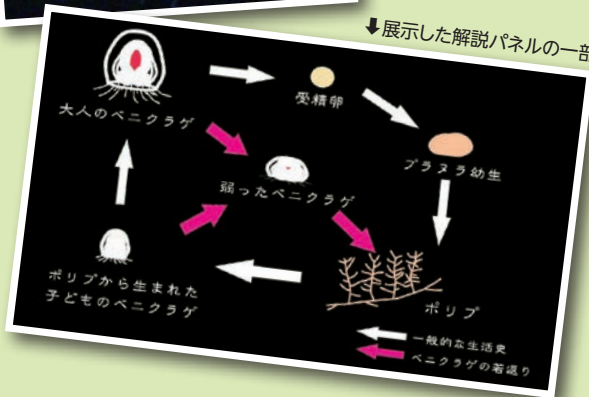 ⬇展示した解説パネルの一部
大人のベニクラゲ
受精卵
プラヌラ幼生
弱ったベニクラゲ
ポリプから生まれた
子どものベニクラゲ
ポリプ
一般的な生活史
ベニクラゲの若返り